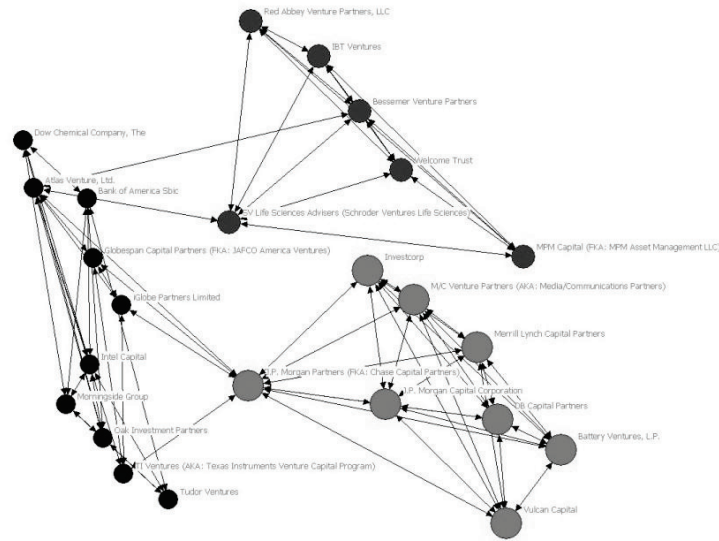 Red Abbey Venture Partners, LLC
IBT Ventures
Bessemer Venture Partners
Dow Chemical Company, The
Welcome Trust
Atlas Venture, Ltd.
Bank of America Sbic
SV Life Sciences Advisers (Schroder Ventures Life Sciences)
MPM Capital (FKA: MPM Asset Management LLC)
Globespan Capital Partners (FKA: JAFCO America Ventures)
Investcorp
M/C Venture Partners (AKA: Media/Communications Partners)
iGlobe Partners Limited
Merrill Lynch Capital Partners
Intel Capital
J.P. Morgan Partners (FKA: Chase Capital Partners)
J.P. Morgan Capital Corporation
Morningside Group
DB Capital Partners
Oak Investment Partners
Battery Ventures, L.P.
TI Ventures (AKA: Texas Instruments Venture Capital Program)
Tudor Ventures
Vulcan Capital